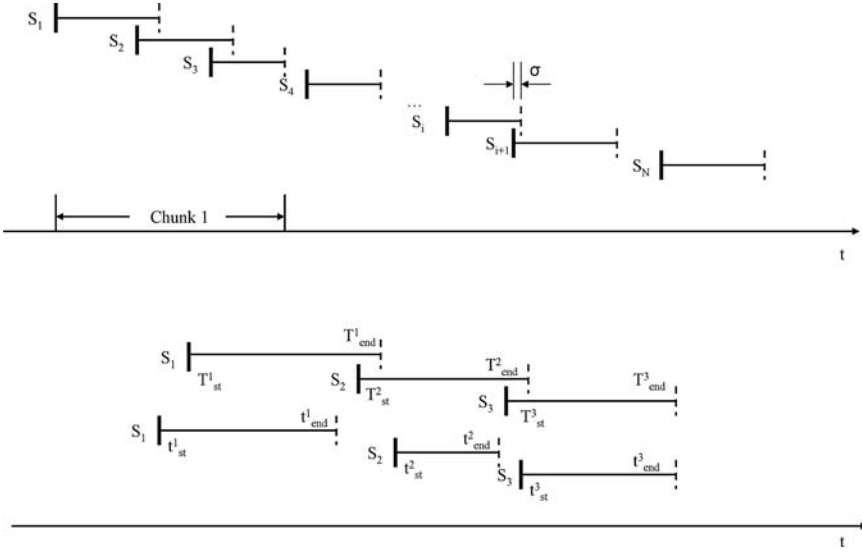 S1
S2
S3
S4
σ
...
Si
Si+1
SN
Chunk 1
t
T1end
S1
T1st
T2end
S2
T2st
T3end
S3
T3st
t1end
S1
t1st
t2end
S2
t2st
t3end
S3
t3st
t